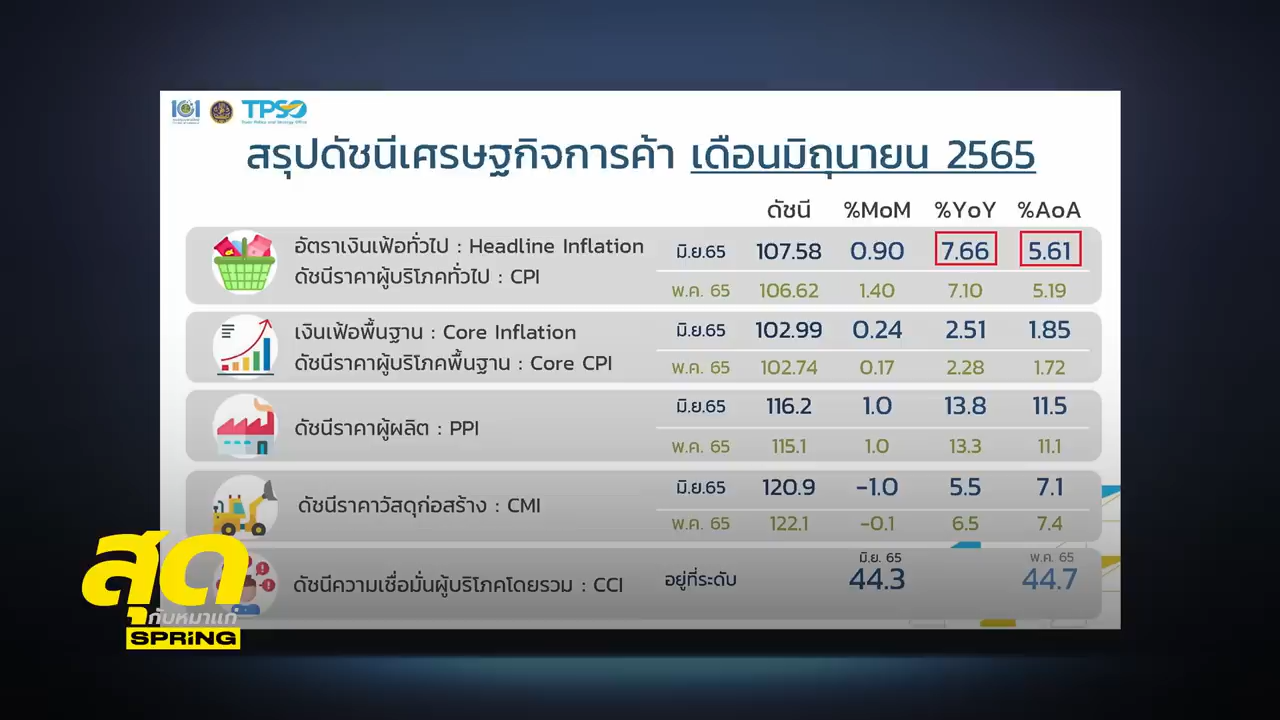 101
TPSO
Trade Policy and Strategy Office
สรุปดัชนีเศรษฐกิจการค้า เดือนมิถุนายน 2565
ดัชนี %MoM %YoY %AoA
อัตราเงินเฟ้อทั่วไป : Headline Inflation
ดัชนีราคาผู้บริโภคทั่วไป : CPI
มิ.ย.65 107.58 0.90 7.66 5.61
พ.ค. 65 106.62 1.40 7.10 5.19
เงินเฟ้อพื้นฐาน : Core Inflation
ดัชนีราคาผู้บริโภคพื้นฐาน : Core CPI
มิ.ย.65 102.99 0.24 2.51 1.85
พ.ค. 65 102.74 0.17 2.28 1.72
ดัชนีราคาผู้ผลิต : PPI
มิ.ย.65 116.2 1.0 13.8 11.5
พ.ค. 65 115.1 1.0 13.3 11.1
ดัชนีราคาวัสดุก่อสร้าง : CMI
มิ.ย.65 120.9 -1.0 5.5 7.1
พ.ค. 65 122.1 -0.1 6.5 7.4
ดัชนีความเชื่อมั่นผู้บริโภคโดยรวม : CCI
อยู่ที่ระดับ
มิ.ย. 65 พ.ค. 65
44.3 44.7
สุด
กับหมาแก่
SPRiNG